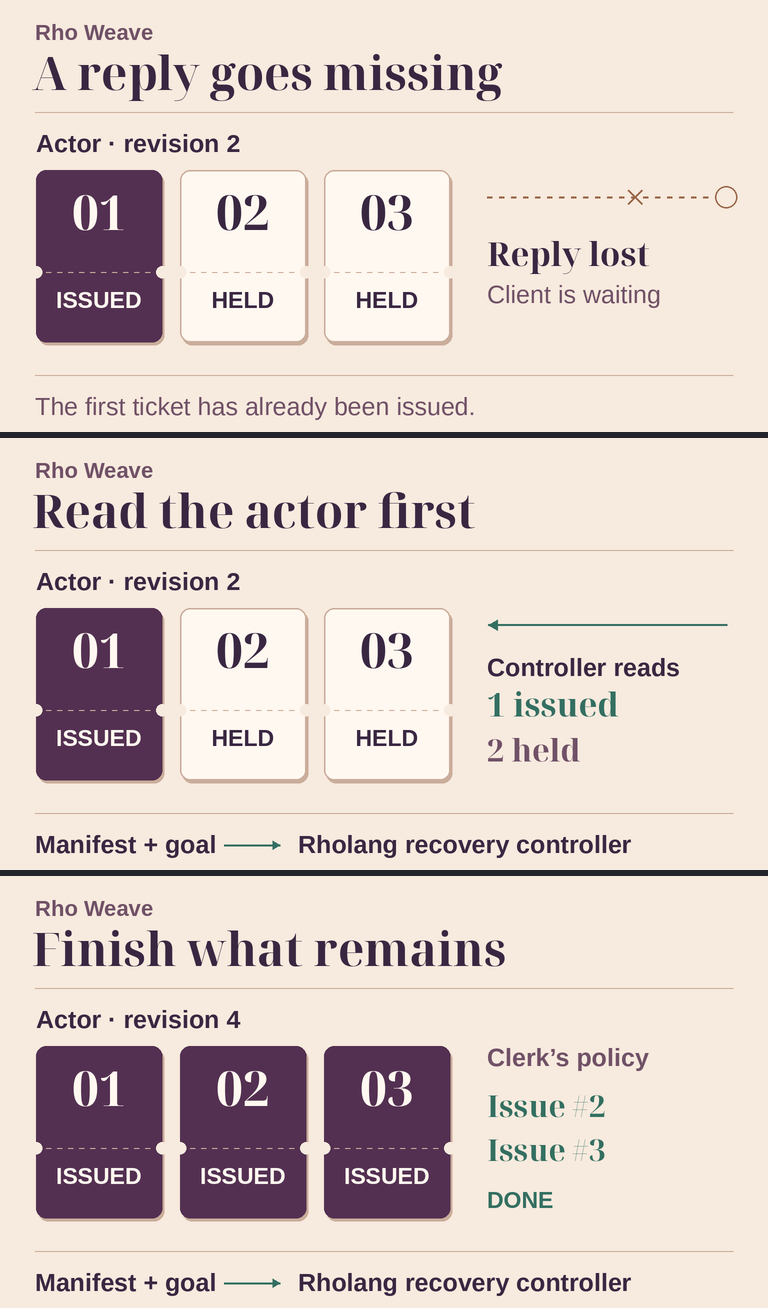 Rho Weave
A reply goes missing
Actor · revision 2
01 02 03
ISSUED HELD HELD
Reply lost
Client is waiting
The first ticket has already been issued.
Rho Weave
Read the actor first
Actor · revision 2
01 02 03
ISSUED HELD HELD
Controller reads
1 issued
2 held
Manifest + goal Rholang recovery controller
Rho Weave
Finish what remains
Actor · revision 4
01 02 03
ISSUED ISSUED ISSUED
Clerk’s policy
Issue #2
Issue #3
DONE
Manifest + goal Rholang recovery controller